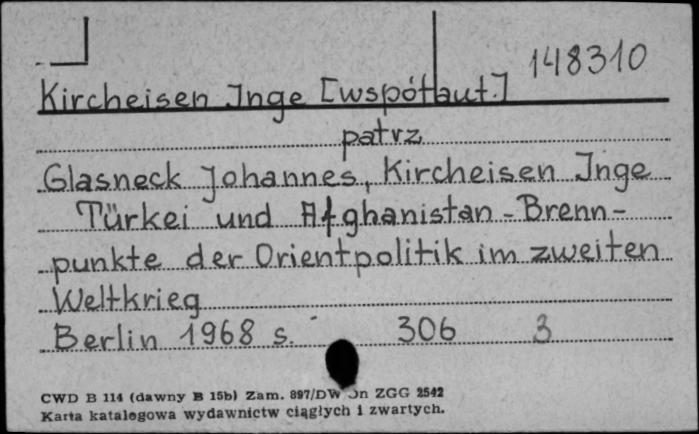 148310
Kircheisen Inge [współaut.]
patrz
Glasneck Johannes, Kircheisen Inge
Türkei und Afghanistan - Brenn-
punkte der Orientpolitik im zweiten
Weltkrieg
Berlin 1968 s. 306 3
CWD B 114 (dawny B 15b) Zam. 897/DW Jn ZGG 2542
Karta katalogowa wydawnictw ciągłych i zwartych.